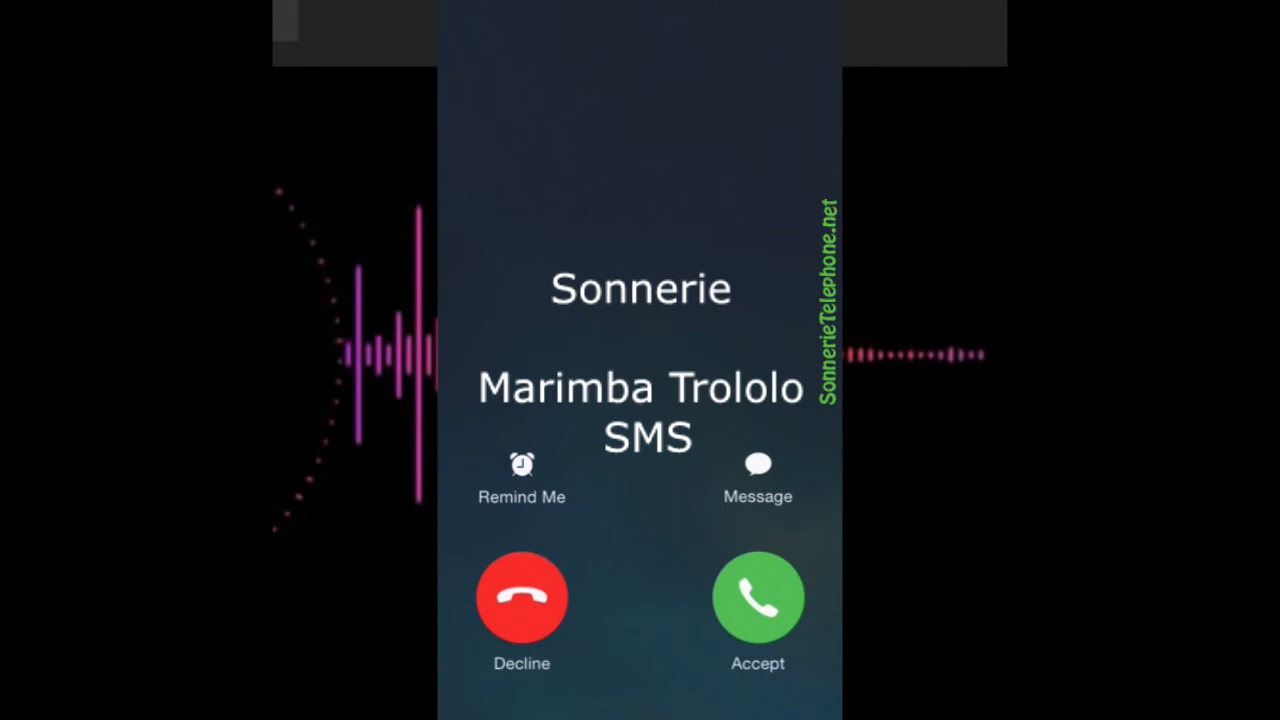 Sonnerie
Marimba Trololo
SMS
Remind Me
Message
Decline
Accept
SonnerieTelephone.net